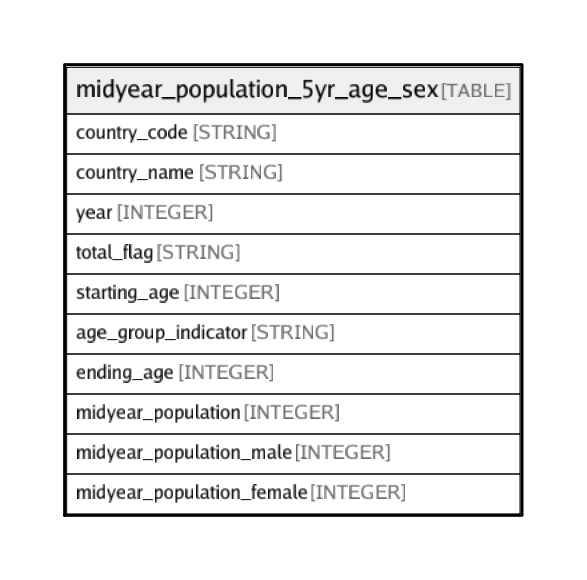 midyear_population_5yr_age_sex[TABLE]
country_code [STRING]
country_name [STRING]
year [INTEGER]
total_flag [STRING]
starting_age [INTEGER]
age_group_indicator [STRING]
ending_age [INTEGER]
midyear_population [INTEGER]
midyear_population_male [INTEGER]
midyear_population_female [INTEGER]